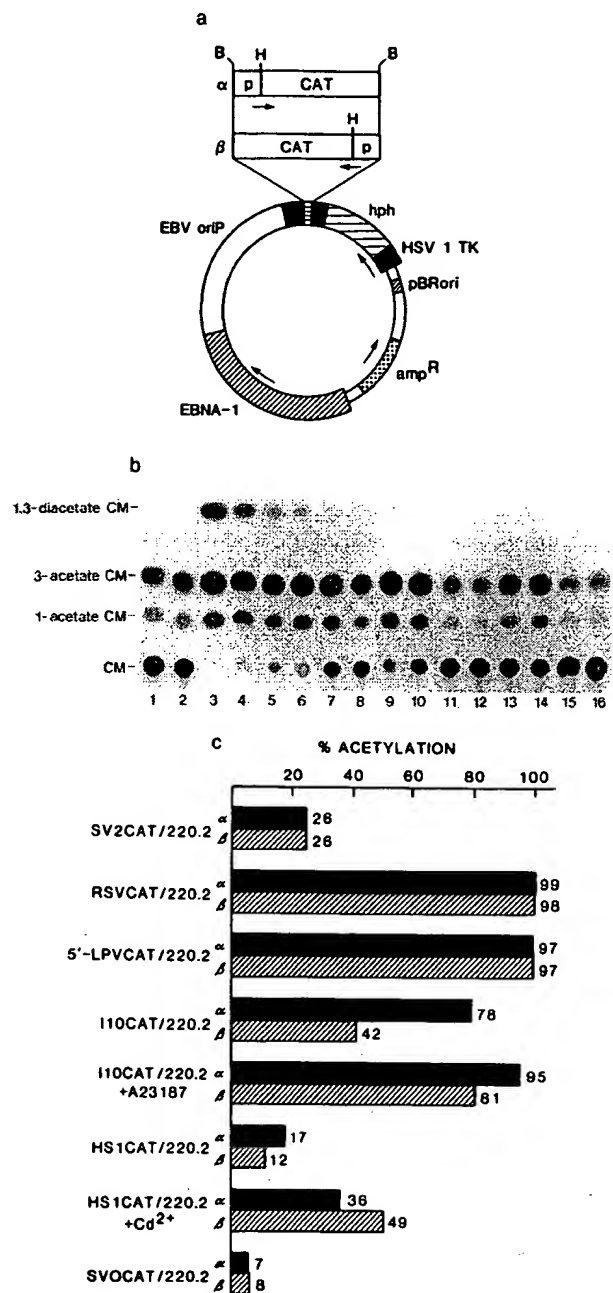 a
B H B
α p CAT
H
β CAT p
EBV oriP
hph
HSV 1 TK
pBRori
ampR
EBNA-1
b
1.3-diacetate CM-
3-acetate CM-
1-acetate CM-
CM-
1 2 3 4 5 6 7 8 9 10 11 12 13 14 15 16
c
% ACETYLATION
20 40 60 80 100
SV2CAT/220.2 α 26
β 26
RSVCAT/220.2 α 99
β 98
5'-LPVCAT/220.2 α 97
β 97
I10CAT/220.2 α 78
β 42
I10CAT/220.2 +A23187 α 95
β 81
HS1CAT/220.2 α 17
β 12
HS1CAT/220.2 +Cd2+ α 36
β 49
SVOCAT/220.2 α 7
β 8